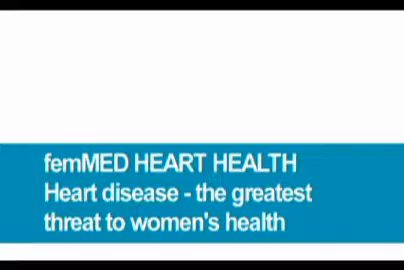 femMED HEART HEALTH
Heart disease - the greatest
threat to women's health